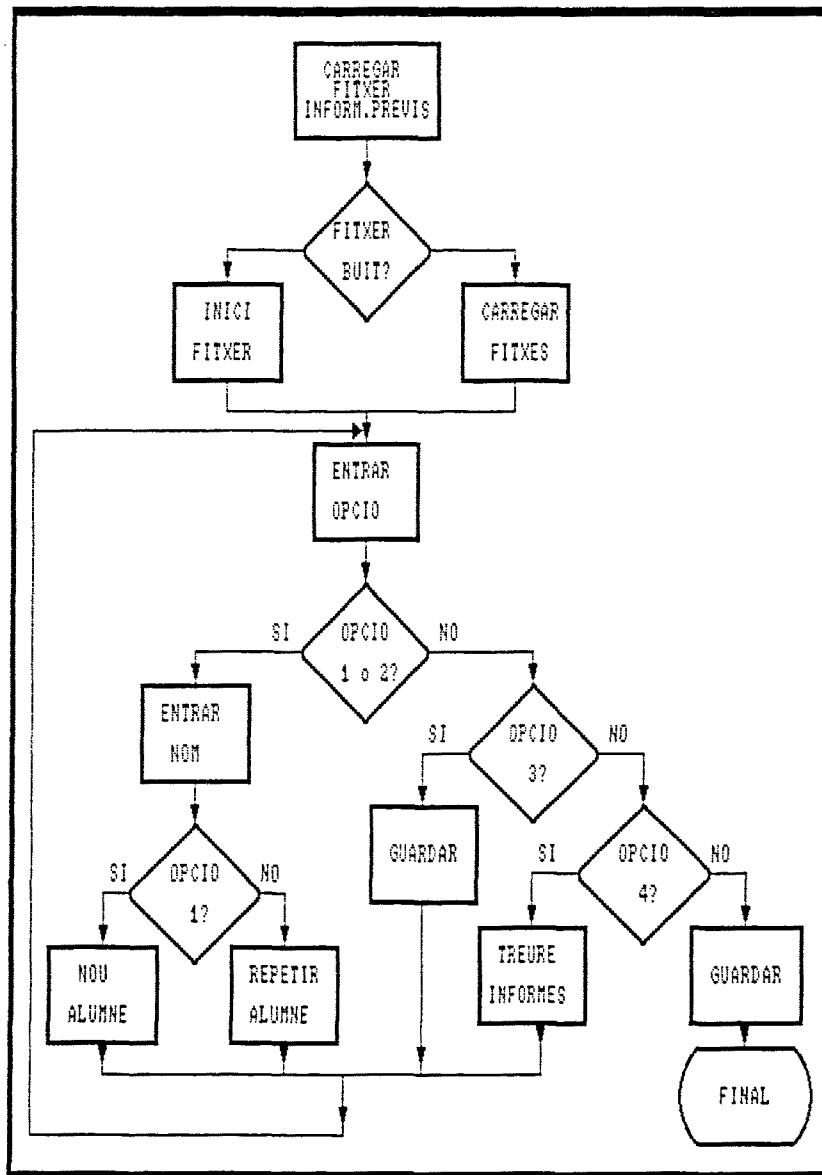 CARREGAR
FITXER
INFORM.PREVIS
FITXER
BUIT?
INICI
FITXER
CARREGAR
FITXES
ENTRAR
OPCIO
SI
OPCIO
1 o 2?
NO
ENTRAR
NOM
SI
OPCIO
3?
NO
SI
OPCIO
1?
NO
GUARDAR
SI
OPCIO
4?
NO
NOU
ALUMNE
REPETIR
ALUMNE
TREURE
INFORMES
GUARDAR
FINAL